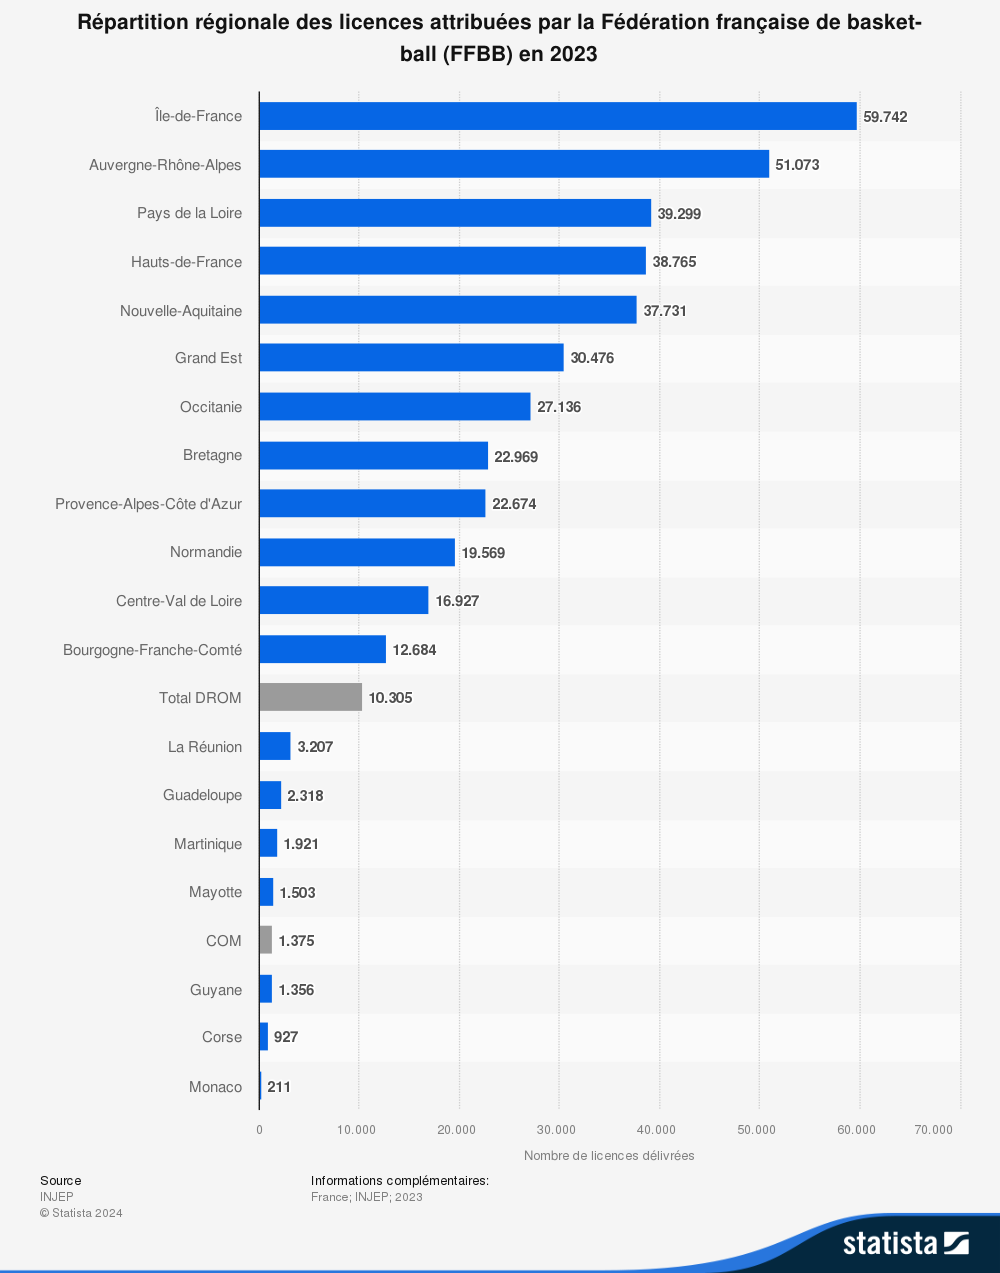 Répartition régionale des licences attribuées par la Fédération française de basket-
ball (FFBB) en 2023
Île-de-France 59.742
Auvergne-Rhône-Alpes 51.073
Pays de la Loire 39.299
Hauts-de-France 38.765
Nouvelle-Aquitaine 37.731
Grand Est 30.476
Occitanie 27.136
Bretagne 22.969
Provence-Alpes-Côte d'Azur 22.674
Normandie 19.569
Centre-Val de Loire 16.927
Bourgogne-Franche-Comté 12.684
Total DROM 10.305
La Réunion 3.207
Guadeloupe 2.318
Martinique 1.921
Mayotte 1.503
COM 1.375
Guyane 1.356
Corse 927
Monaco 211
0 10.000 20.000 30.000 40.000 50.000 60.000 70.000
Nombre de licences délivrées
Source
INJEP
© Statista 2024
Informations complémentaires:
France; INJEP; 2023
statista